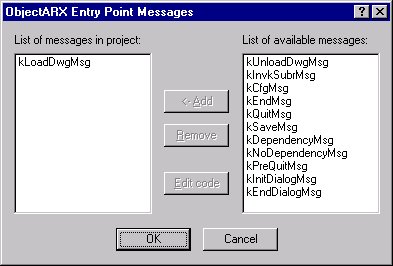 ObjectARX Entry Point Messages
List of messages in project:
kLoadDwgMsg
<- Add
Remove
Edit code
List of available messages:
kUnloadDwgMsg
kInvkSubrMsg
kCfgMsg
kEndMsg
kQuitMsg
kSaveMsg
kDependencyMsg
kNoDependencyMsg
kPreQuitMsg
kInitDialogMsg
kEndDialogMsg
OK
Cancel